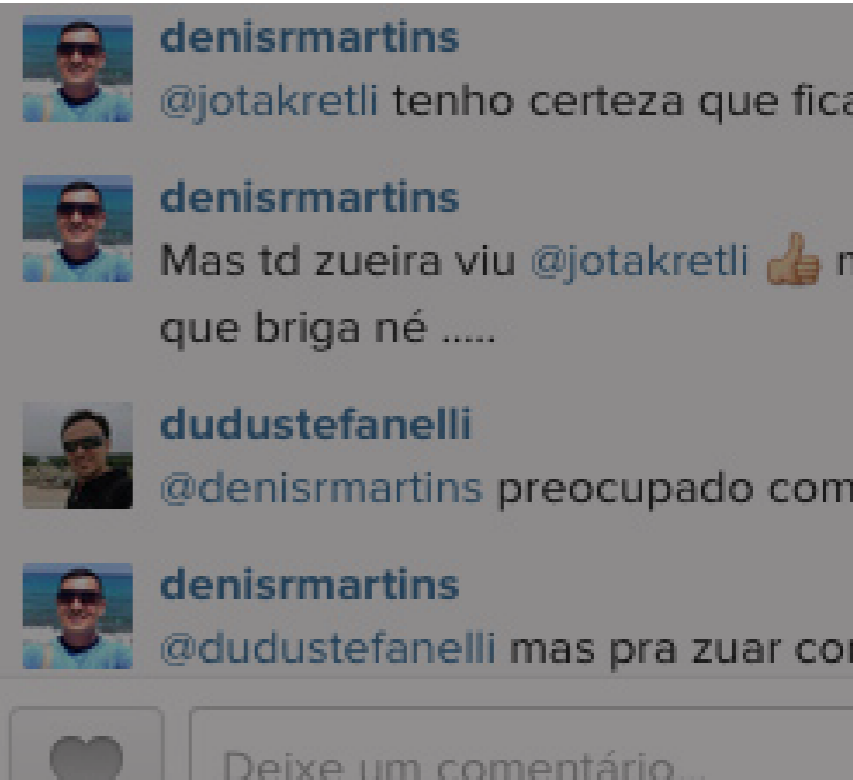 denisrmartins
@jotakretli tenho certeza que fica
denisrmartins
Mas td zueira viu @jotakretli 👍
que briga né .....
dudustefanelli
@denisrmartins preocupado com
denisrmartins
@dudustefanelli mas pra zuar
Deixe um comentário...